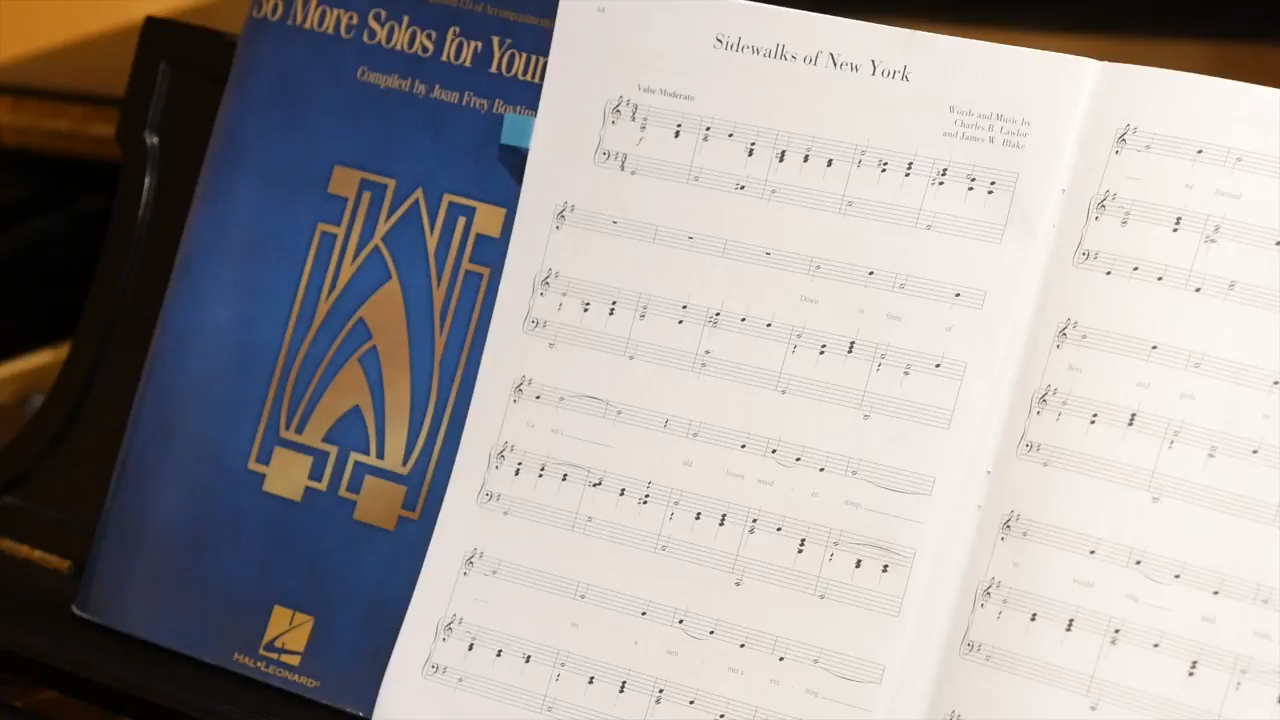 36 More Solos for Your
Compiled by Joan Frey Boytim
HAL•LEONARD®
64
Sidewalks of New York
Valse Moderato
Words and Music by
Charles B. Lawlor
and James W. Blake
f
Down in front of
Ca sey's
old brown wood en stoop
on a sum mer's eve ning
we formed
Boys and girls
we would sing and waltz